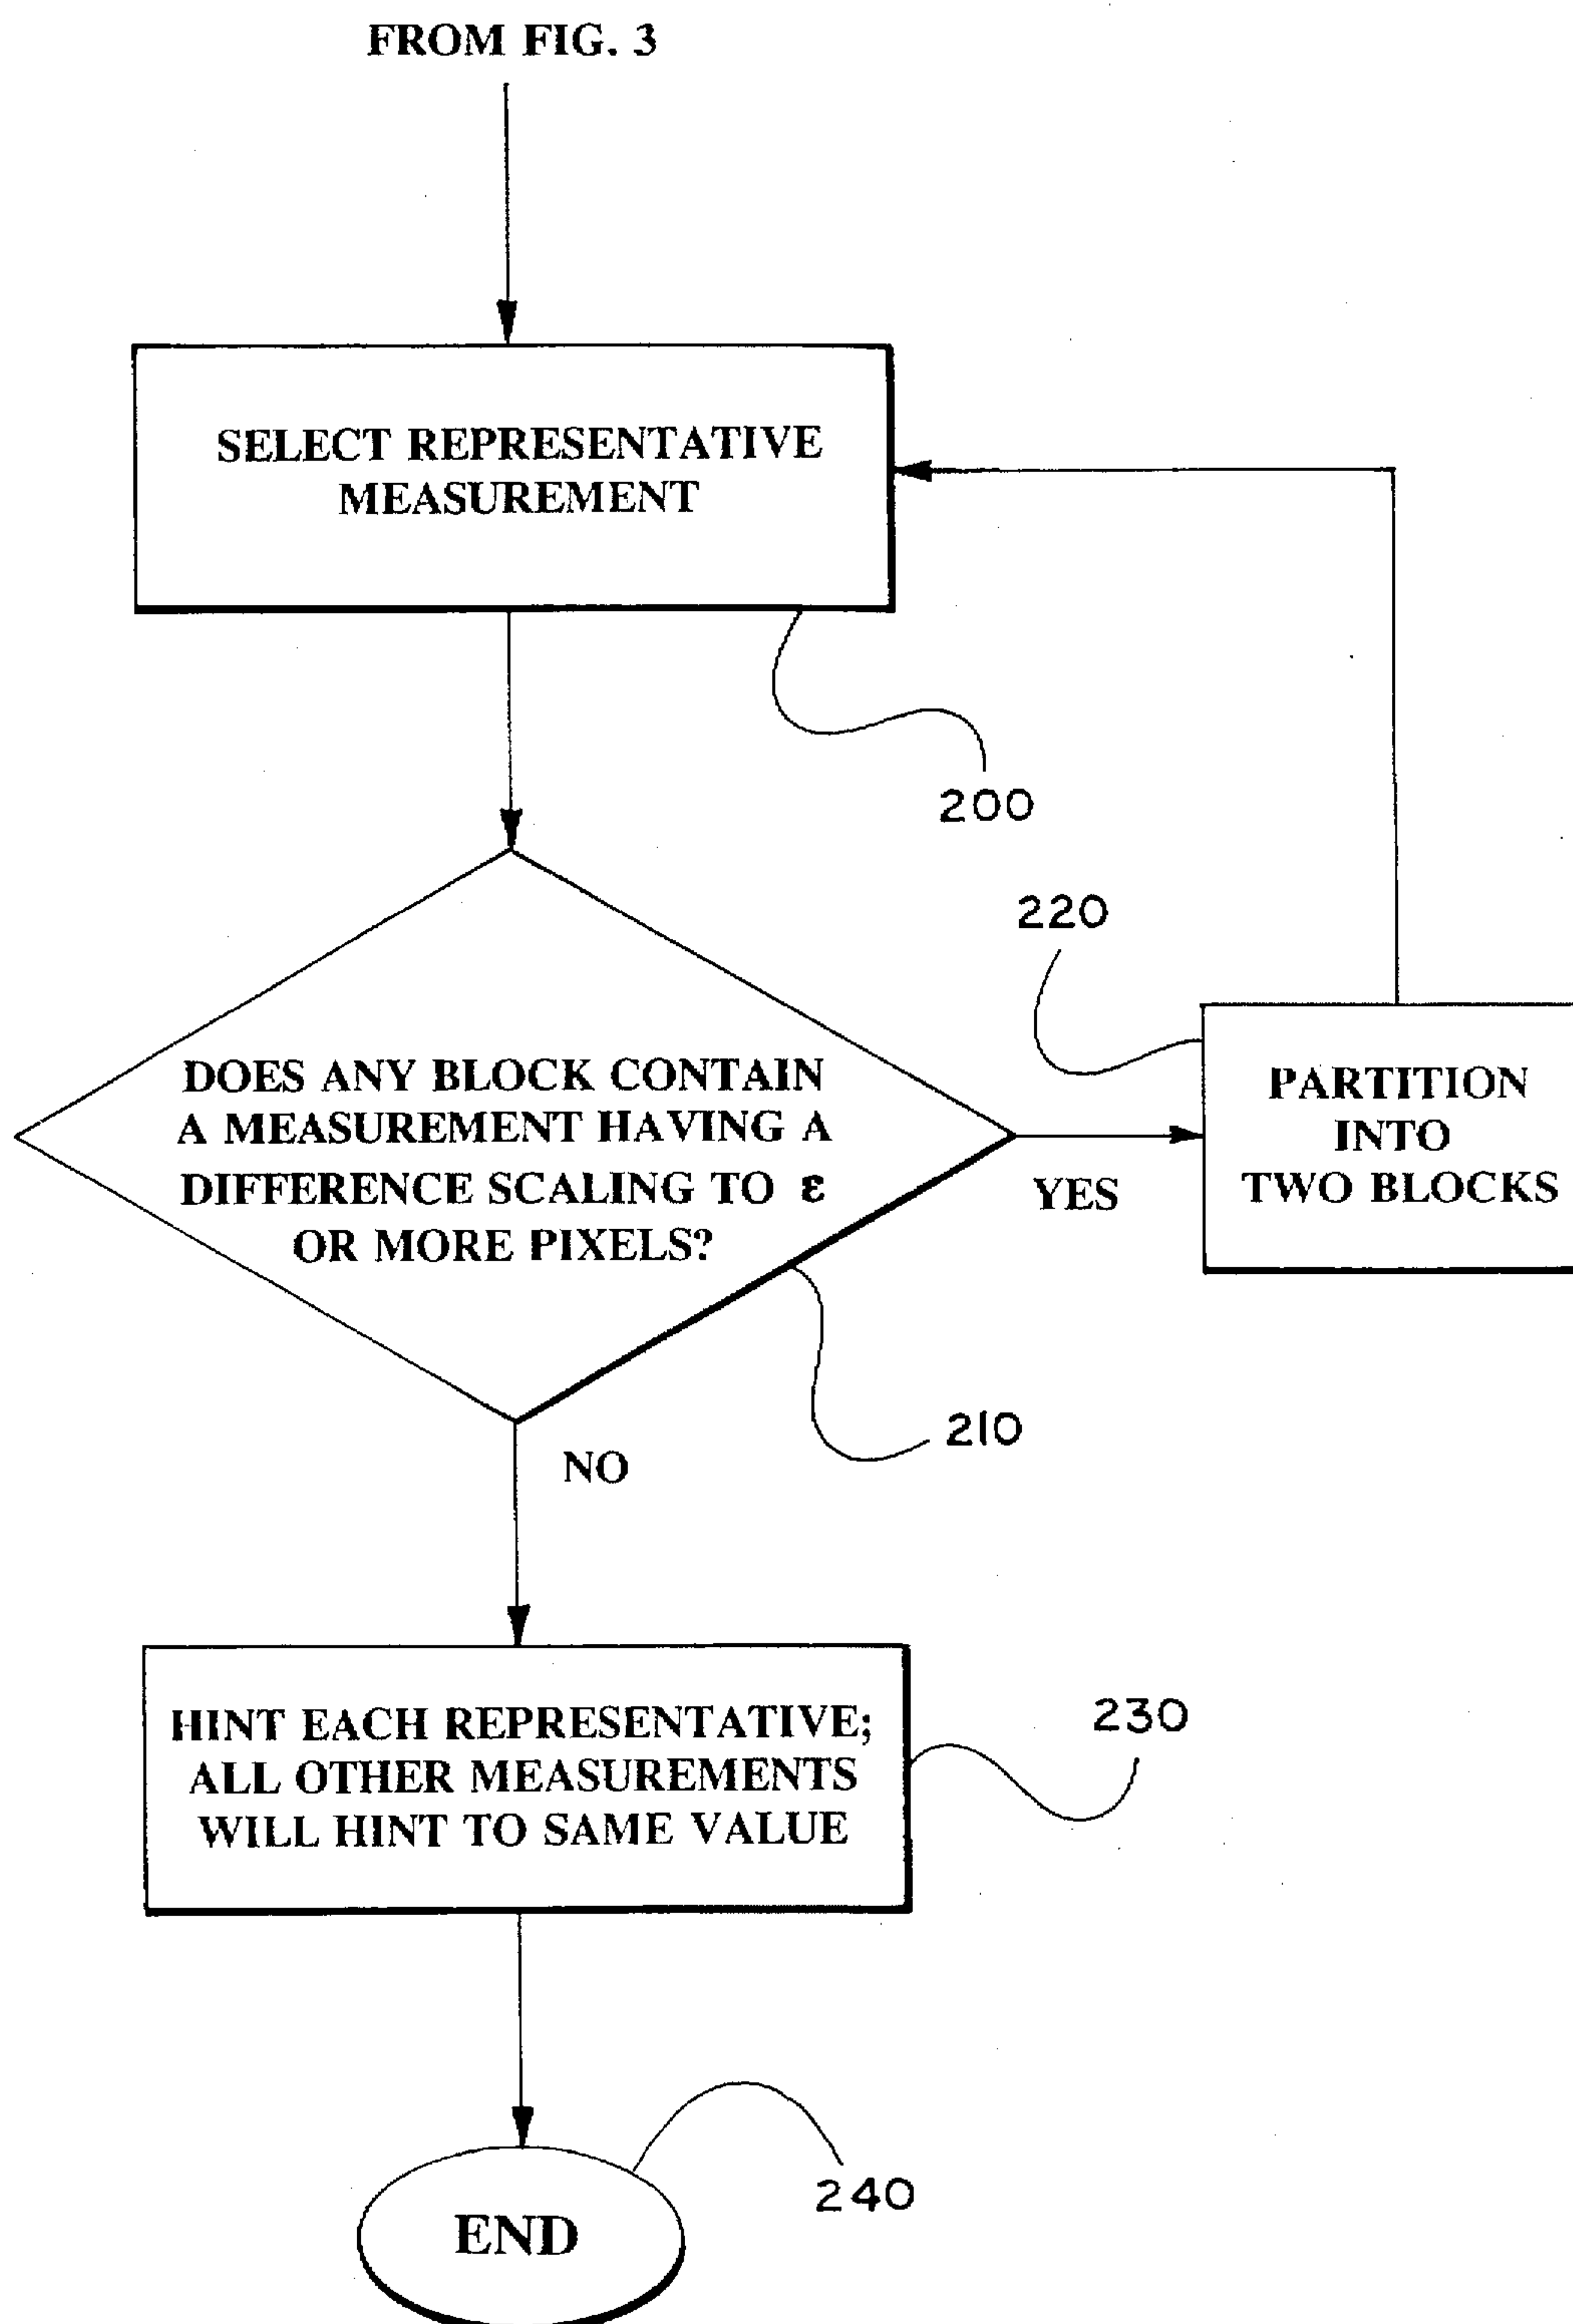 FROM FIG. 3
SELECT REPRESENTATIVE
MEASUREMENT
200
220
DOES ANY BLOCK CONTAIN
A MEASUREMENT HAVING A
DIFFERENCE SCALING TO ε
OR MORE PIXELS?
YES
PARTITION
INTO
TWO BLOCKS
210
NO
HINT EACH REPRESENTATIVE;
ALL OTHER MEASUREMENTS
WILL HINT TO SAME VALUE
230
240
END